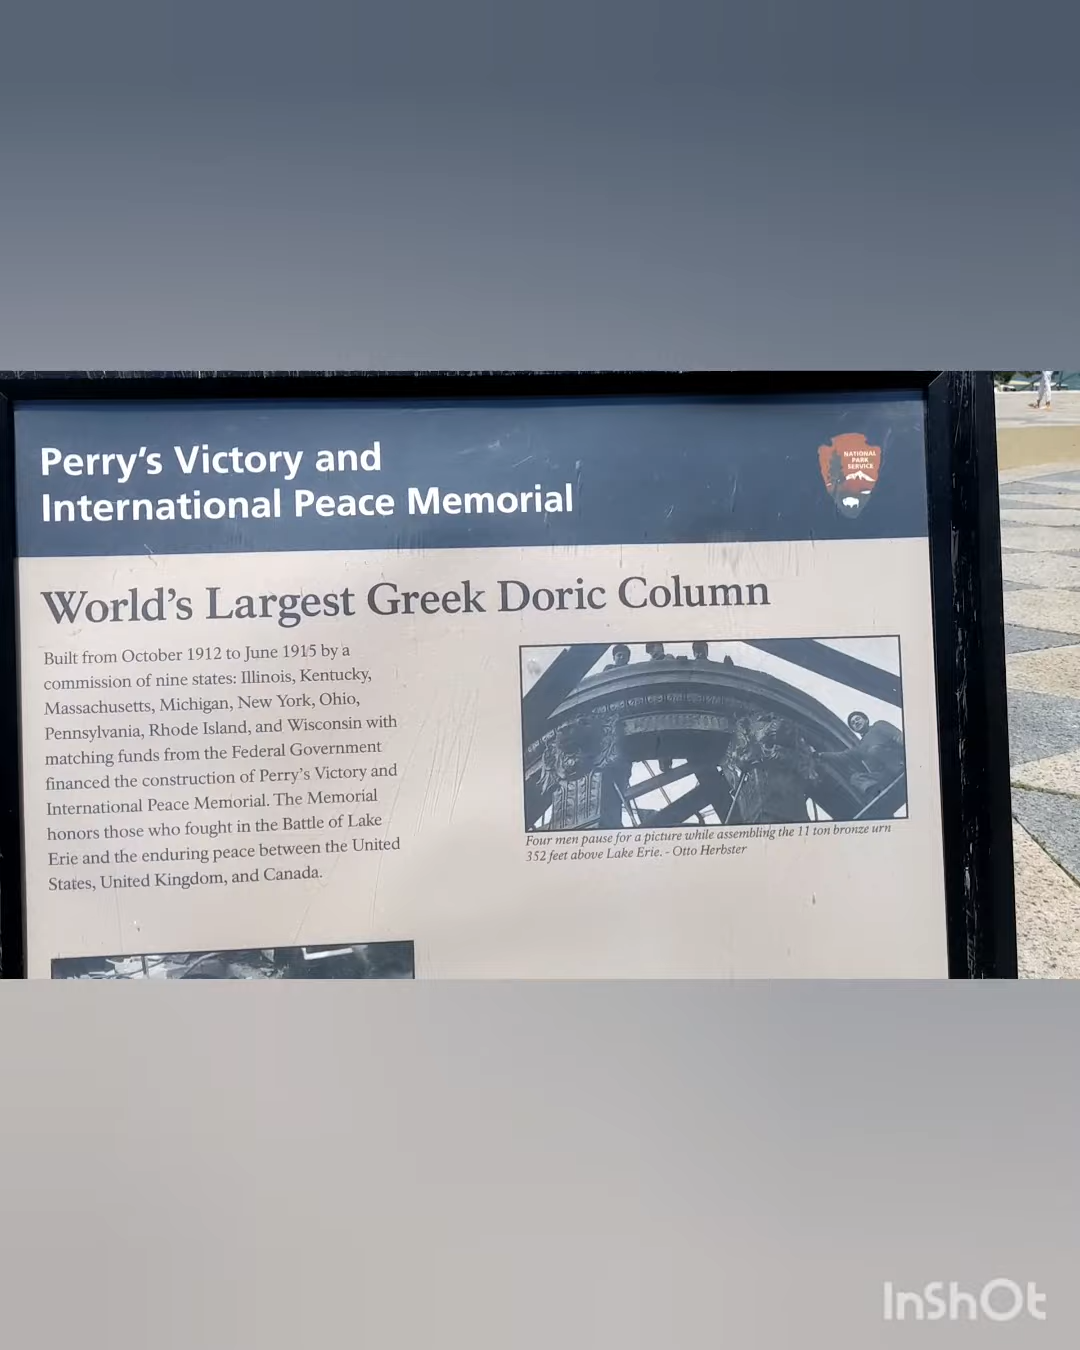 Perry's Victory and
International Peace Memorial
NATIONAL
PARK
SERVICE
World's Largest Greek Doric Column
Built from October 1912 to June 1915 by a
commission of nine states: Illinois, Kentucky,
Massachusetts, Michigan, New York, Ohio,
Pennsylvania, Rhode Island, and Wisconsin with
matching funds from the Federal Government
financed the construction of Perry's Victory and
International Peace Memorial. The Memorial
honors those who fought in the Battle of Lake
Erie and the enduring peace between the United
States, United Kingdom, and Canada.
Four men pause for a picture while assembling the 11 ton bronze urn
352 feet above Lake Erie. - Otto Herbster
InShOt